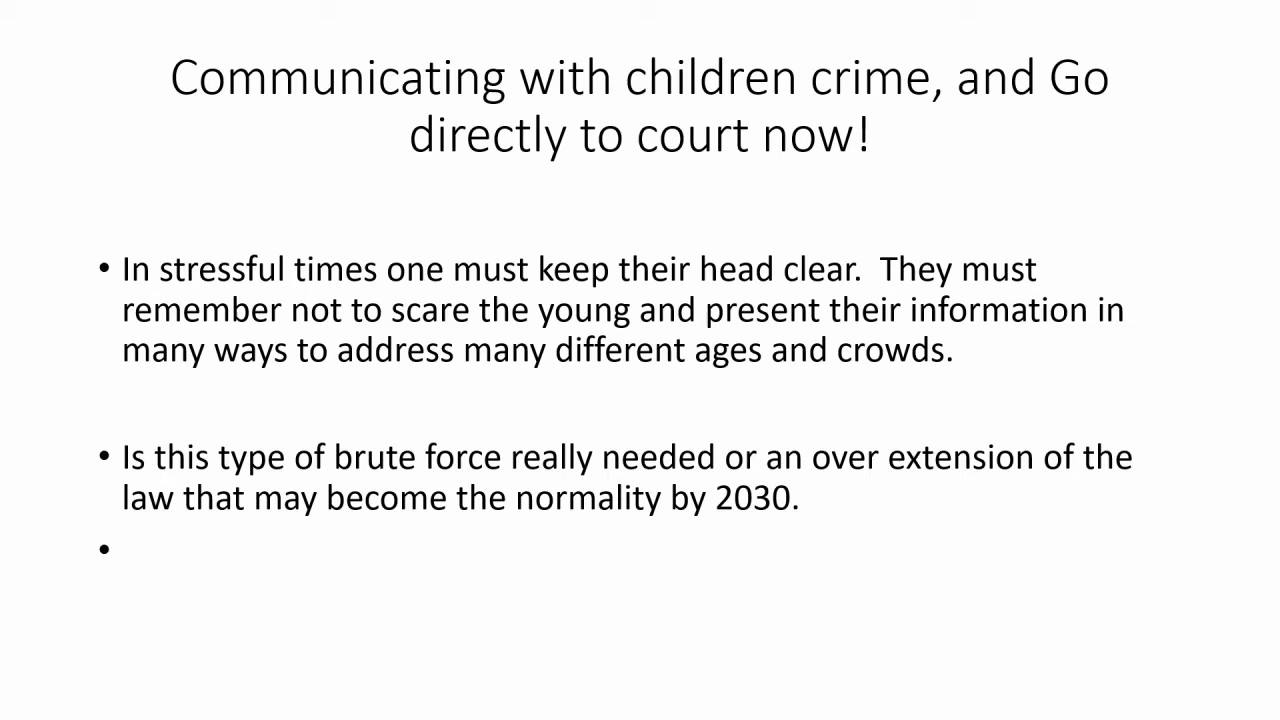 Communicating with children crime, and Go
directly to court now!
• In stressful times one must keep their head clear.  They must
remember not to scare the young and present their information in
many ways to address many different ages and crowds.
• Is this type of brute force really needed or an over extension of the
law that may become the normality by 2030.
•